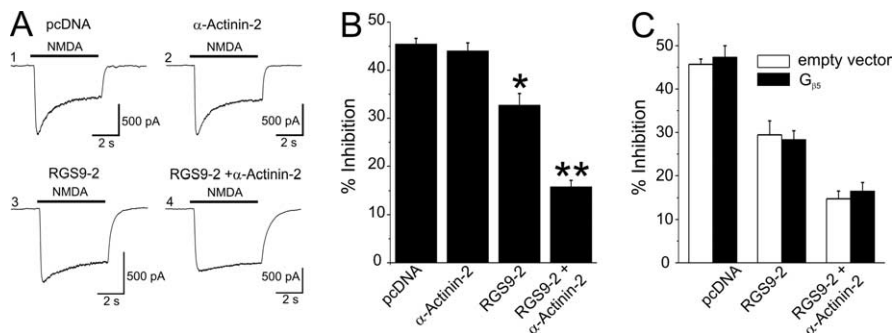 A
pcDNA
1
NMDA
500 pA
2 s
α-Actinin-2
2
NMDA
500 pA
2 s
RGS9-2
3
NMDA
500 pA
2 s
RGS9-2 +α-Actinin-2
4
NMDA
500 pA
2 s
B
% Inhibition
50
40
30
20
10
0
*
**
pcDNA
α-Actinin-2
RGS9-2
RGS9-2 +
α-Actinin-2
C
% Inhibition
50
40
30
20
10
0
empty vector
Gβ5
pcDNA
RGS9-2
RGS9-2 +
α-Actinin-2